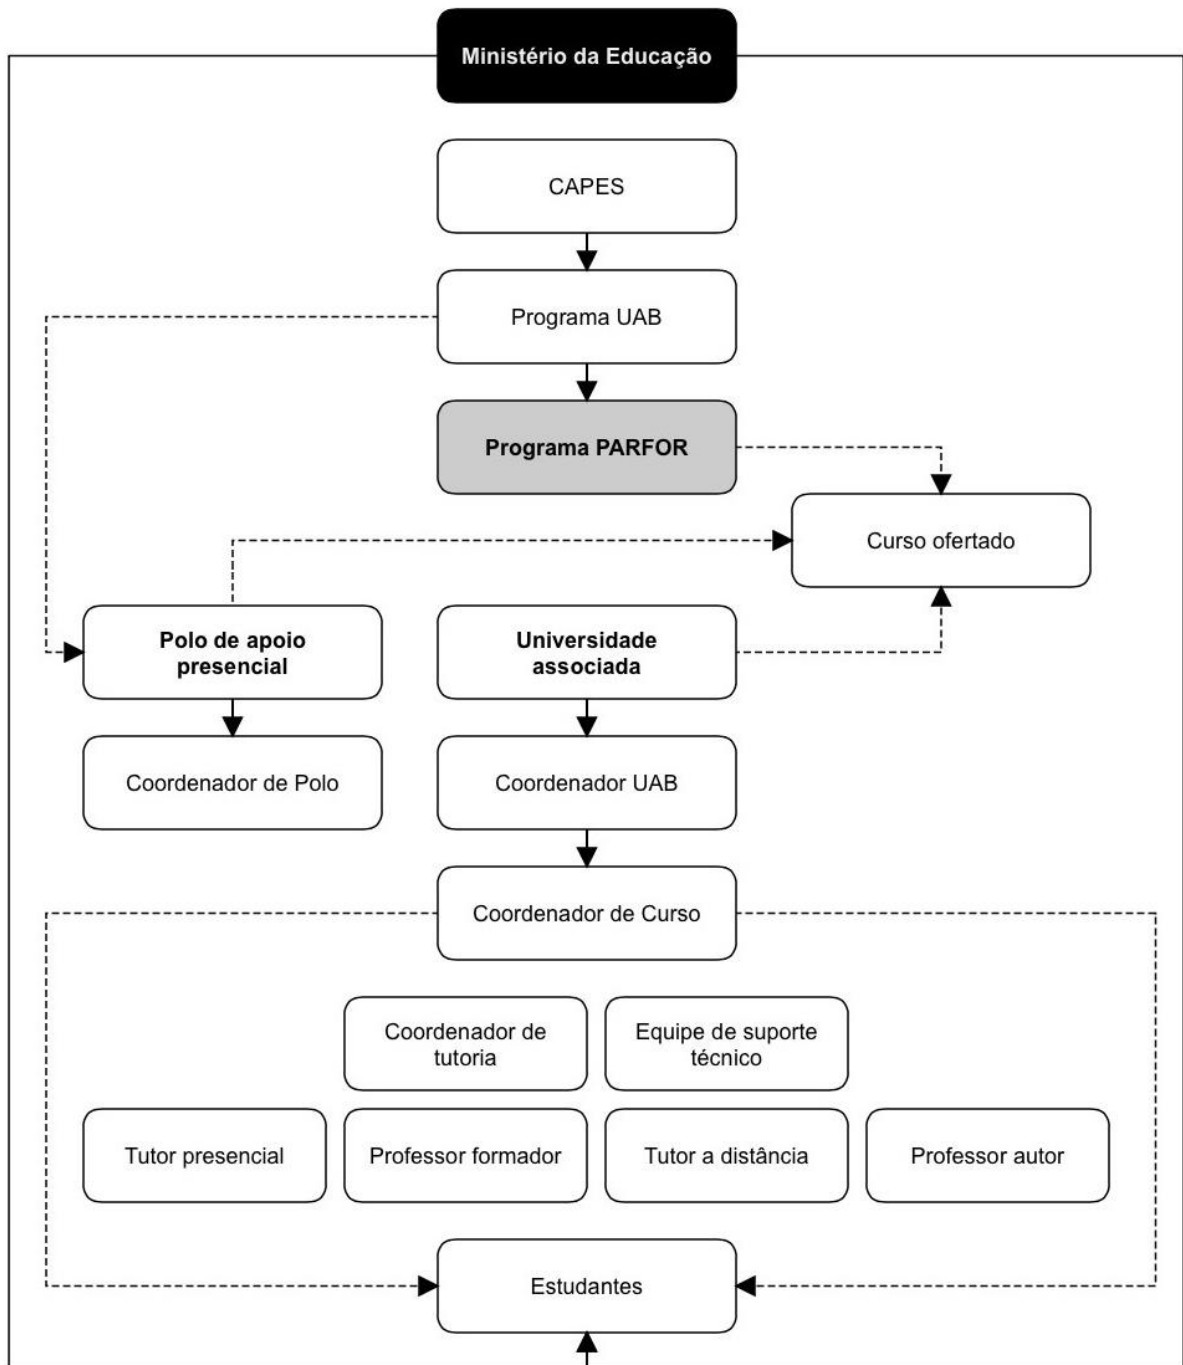 Ministério da Educação
CAPES
Programa UAB
Programa PARFOR
Curso ofertado
Polo de apoio
presencial
Universidade
associada
Coordenador de Polo
Coordenador UAB
Coordenador de Curso
Coordenador de
tutoria
Equipe de suporte
técnico
Tutor presencial
Professor formador
Tutor a distância
Professor autor
Estudantes